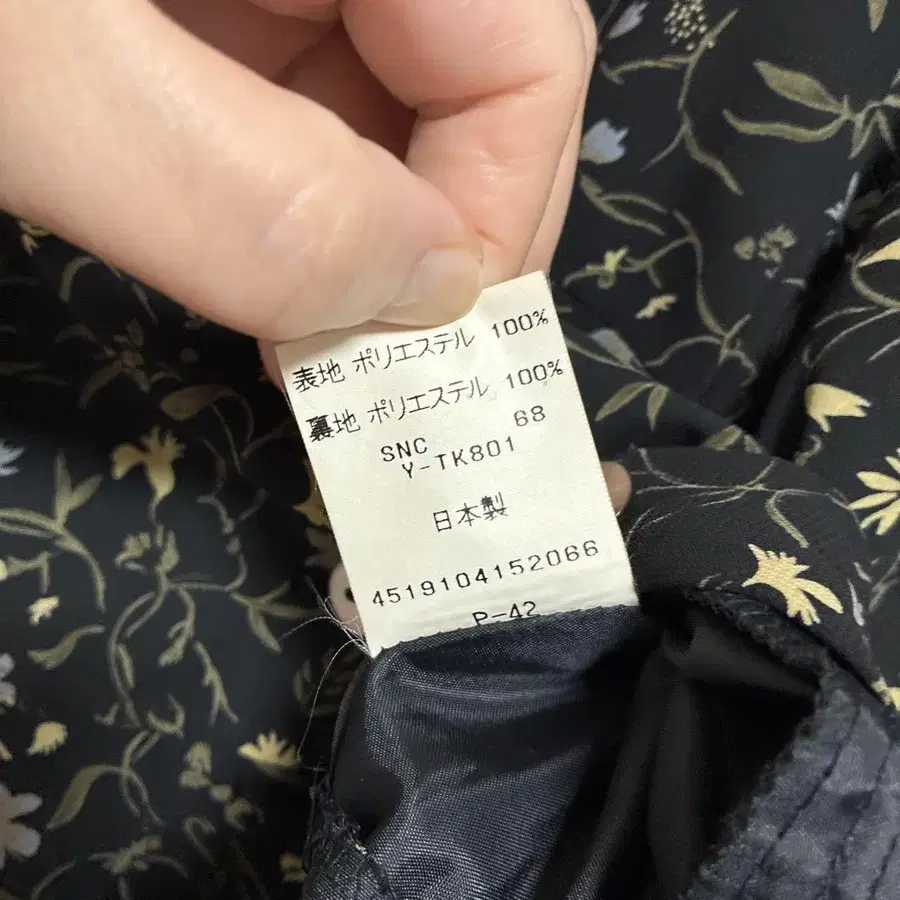 表地 ポリエステル 100%
裏地 ポリエステル 100%
SNC 68
Y-TK801
日本製
4519104152066
P-42